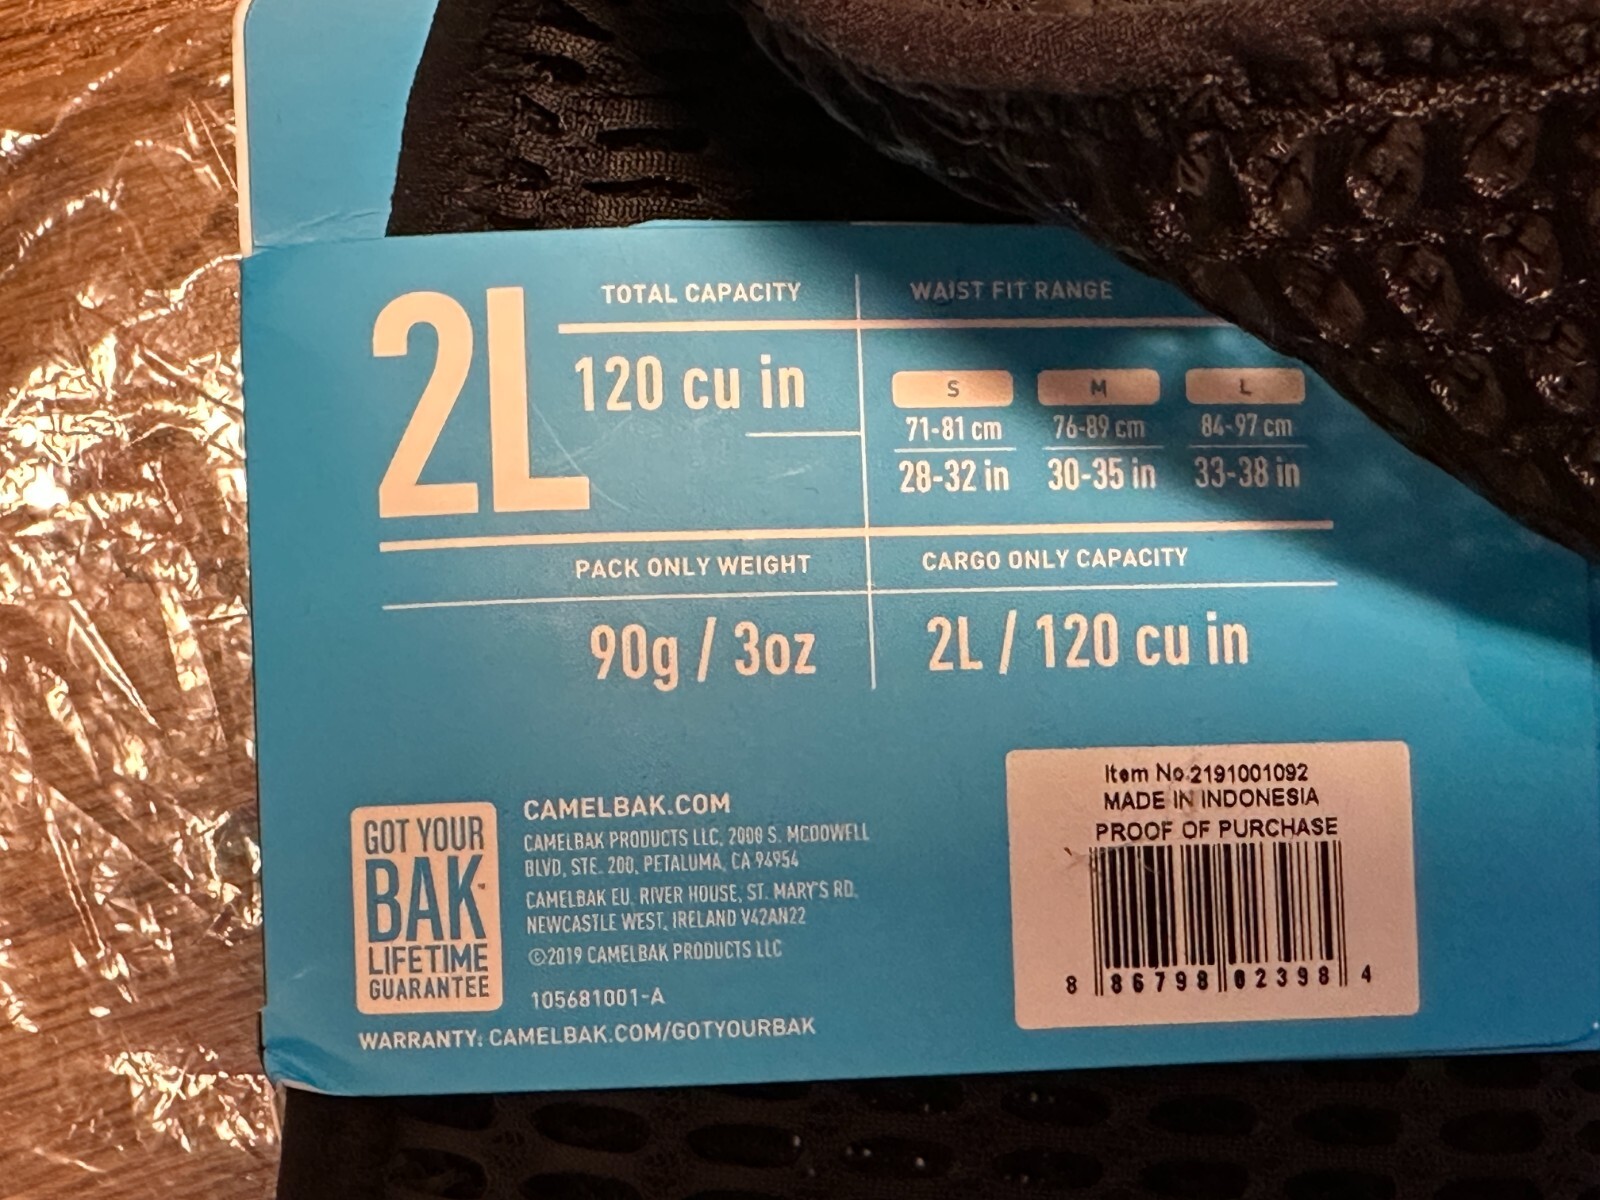 2L
TOTAL CAPACITY
120 cu in
WAIST FIT RANGE
S M L
71-81 cm 76-89 cm 84-97 cm
28-32 in 30-35 in 33-38 in
PACK ONLY WEIGHT
90g / 3oz
CARGO ONLY CAPACITY
2L / 120 cu in
GOT YOUR
BAK™
LIFETIME
GUARANTEE
CAMELBAK.COM
CAMELBAK PRODUCTS LLC, 2000 S. MCDOWELL
BLVD, STE. 200, PETALUMA, CA 94954
CAMELBAK EU, RIVER HOUSE, ST. MARY'S RD,
NEWCASTLE WEST, IRELAND V42AN22
©2019 CAMELBAK PRODUCTS LLC
105681001-A
WARRANTY: CAMELBAK.COM/GOTYOURBAK
Item No.2191001092
MADE IN INDONESIA
PROOF OF PURCHASE
8 86798 02398 4